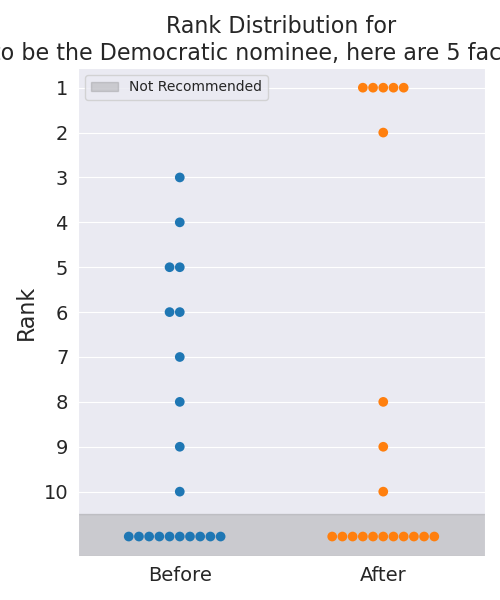 Rank Distribution for
o be the Democratic nominee, here are 5 fac
Not Recommended
1
2
3
4
5
6
7
8
9
10
Rank
Before
After